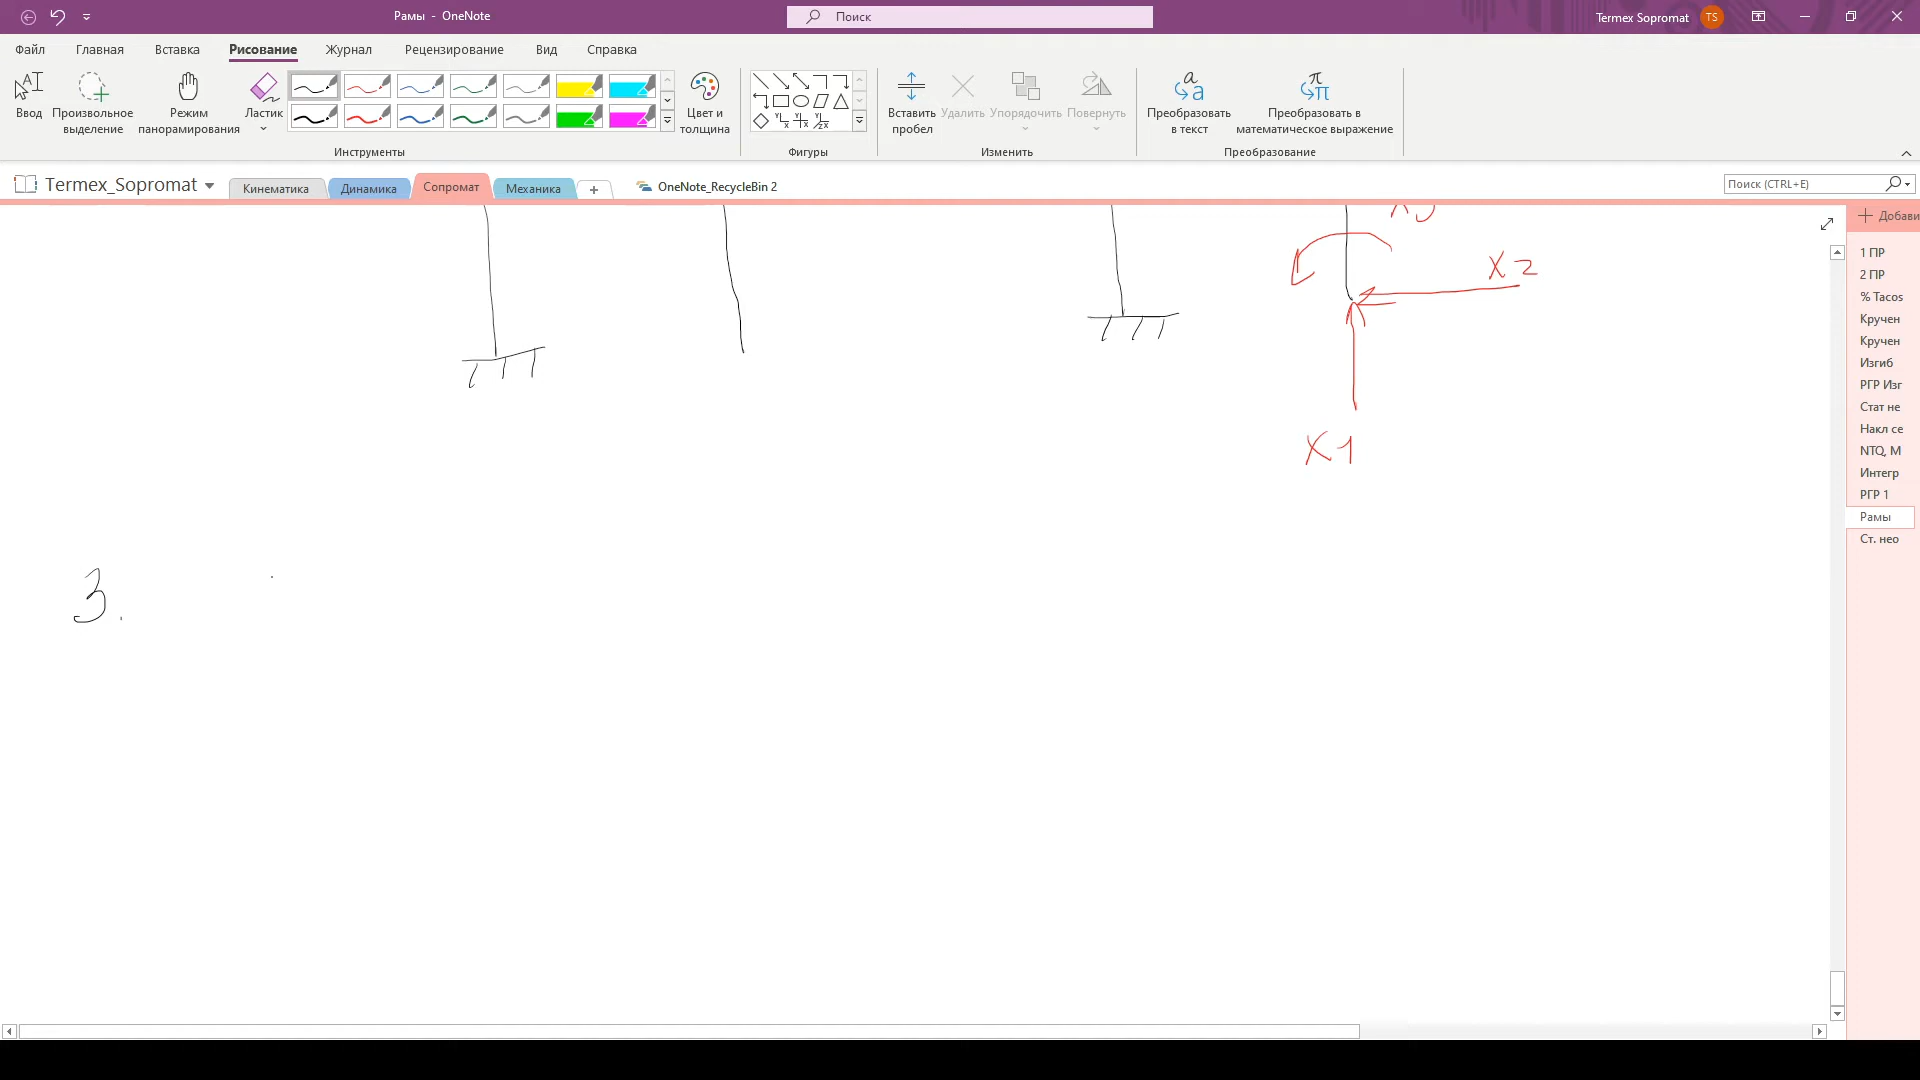 Рамы - OneNote
Поиск
Termex Sopromat
TS
Файл
Главная
Вставка
Рисование
Журнал
Рецензирование
Вид
Справка
Ввод
Произвольное выделение
Режим панорамирования
Ластик
Цвет и толщина
Инструменты
Фигуры
Вставить пробел
Удалить
Упорядочить
Повернуть
Изменить
Преобразовать в текст
Преобразовать в математическое выражение
Преобразование
Termex_Sopromat
Кинематика
Динамика
Сопромат
Механика
OneNote_RecycleBin 2
Поиск (CTRL+E)
Добави
1 ПР
2 ПР
% Tacos
Кручен
Кручен
Изгиб
РГР Изг
Стат не
Накл се
NTQ, M
Интегр
РГР 1
Рамы
Ст. нео
X2
X1
3.